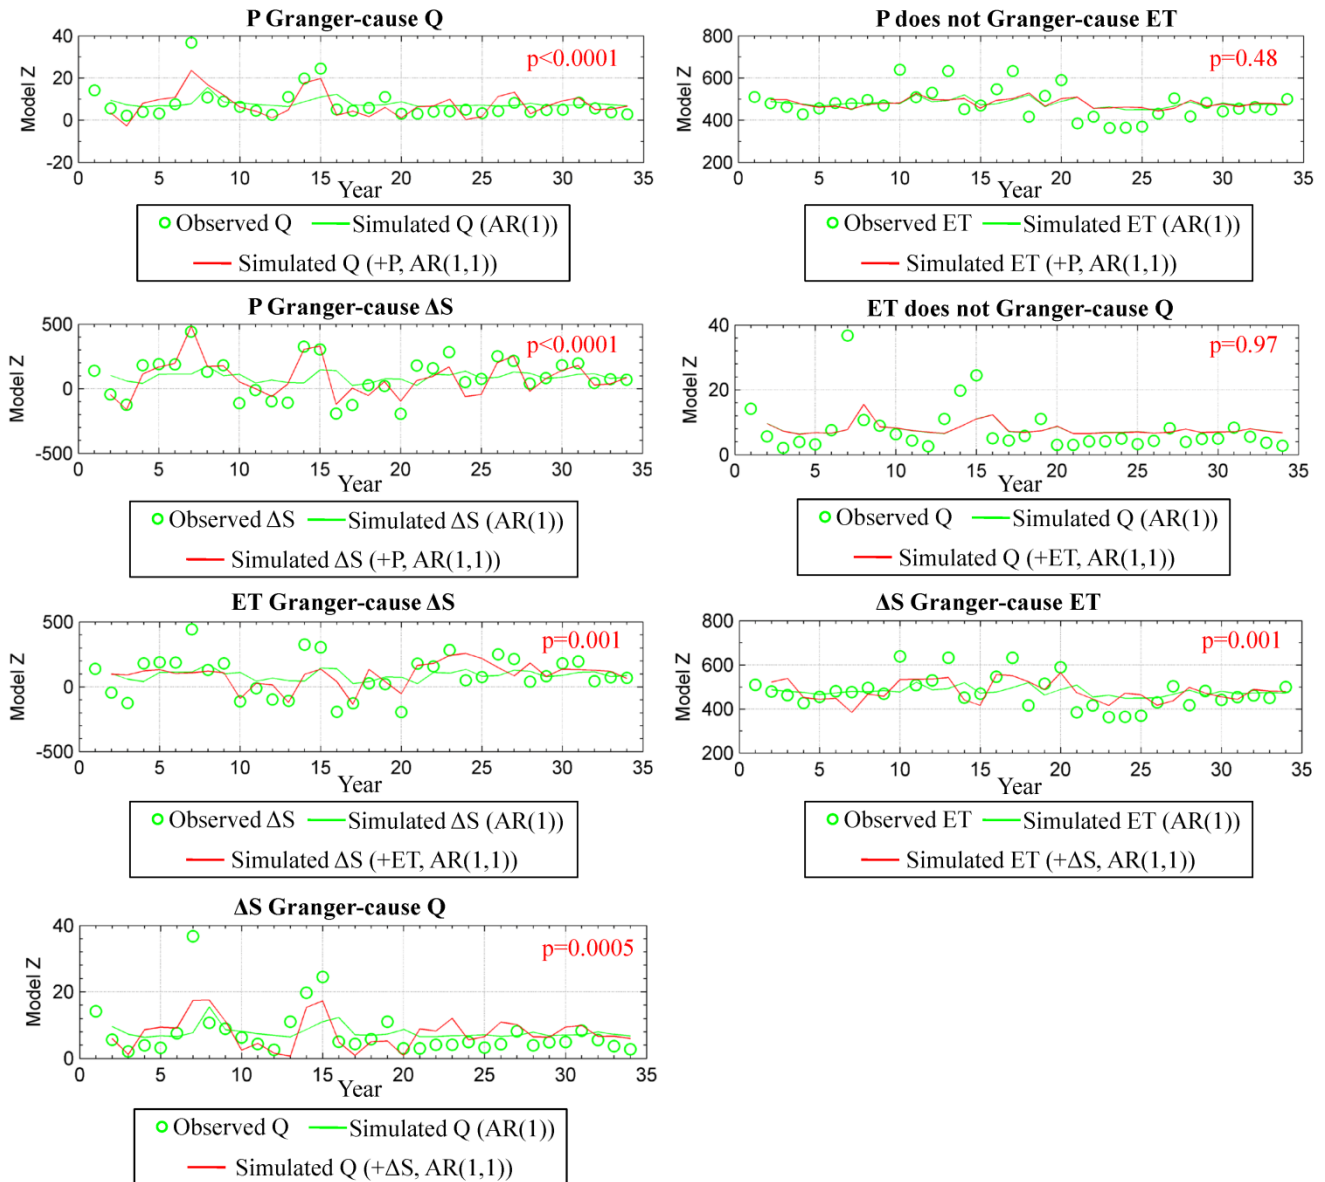 P Granger-cause Q
40
20
0
-20
Model Z
p<0.0001
0 5 10 15 20 25 30 35
Year
Observed Q Simulated Q (AR(1))
Simulated Q (+P, AR(1,1))
P does not Granger-cause ET
800
600
400
200
Model Z
p=0.48
0 5 10 15 20 25 30 35
Year
Observed ET Simulated ET (AR(1))
Simulated ET (+P, AR(1,1))
P Granger-cause ΔS
500
0
-500
Model Z
p<0.0001
0 5 10 15 20 25 30 35
Year
Observed ΔS Simulated ΔS (AR(1))
Simulated ΔS (+P, AR(1,1))
ET does not Granger-cause Q
40
20
0
Model Z
p=0.97
0 5 10 15 20 25 30 35
Year
Observed Q Simulated Q (AR(1))
Simulated Q (+ET, AR(1,1))
ET Granger-cause ΔS
500
0
-500
Model Z
p=0.001
0 5 10 15 20 25 30 35
Year
Observed ΔS Simulated ΔS (AR(1))
Simulated ΔS (+ET, AR(1,1))
ΔS Granger-cause ET
800
600
400
200
Model Z
p=0.001
0 5 10 15 20 25 30 35
Year
Observed ET Simulated ET (AR(1))
Simulated ET (+ΔS, AR(1,1))
ΔS Granger-cause Q
40
20
0
Model Z
p=0.0005
0 5 10 15 20 25 30 35
Year
Observed Q Simulated Q (AR(1))
Simulated Q (+ΔS, AR(1,1))